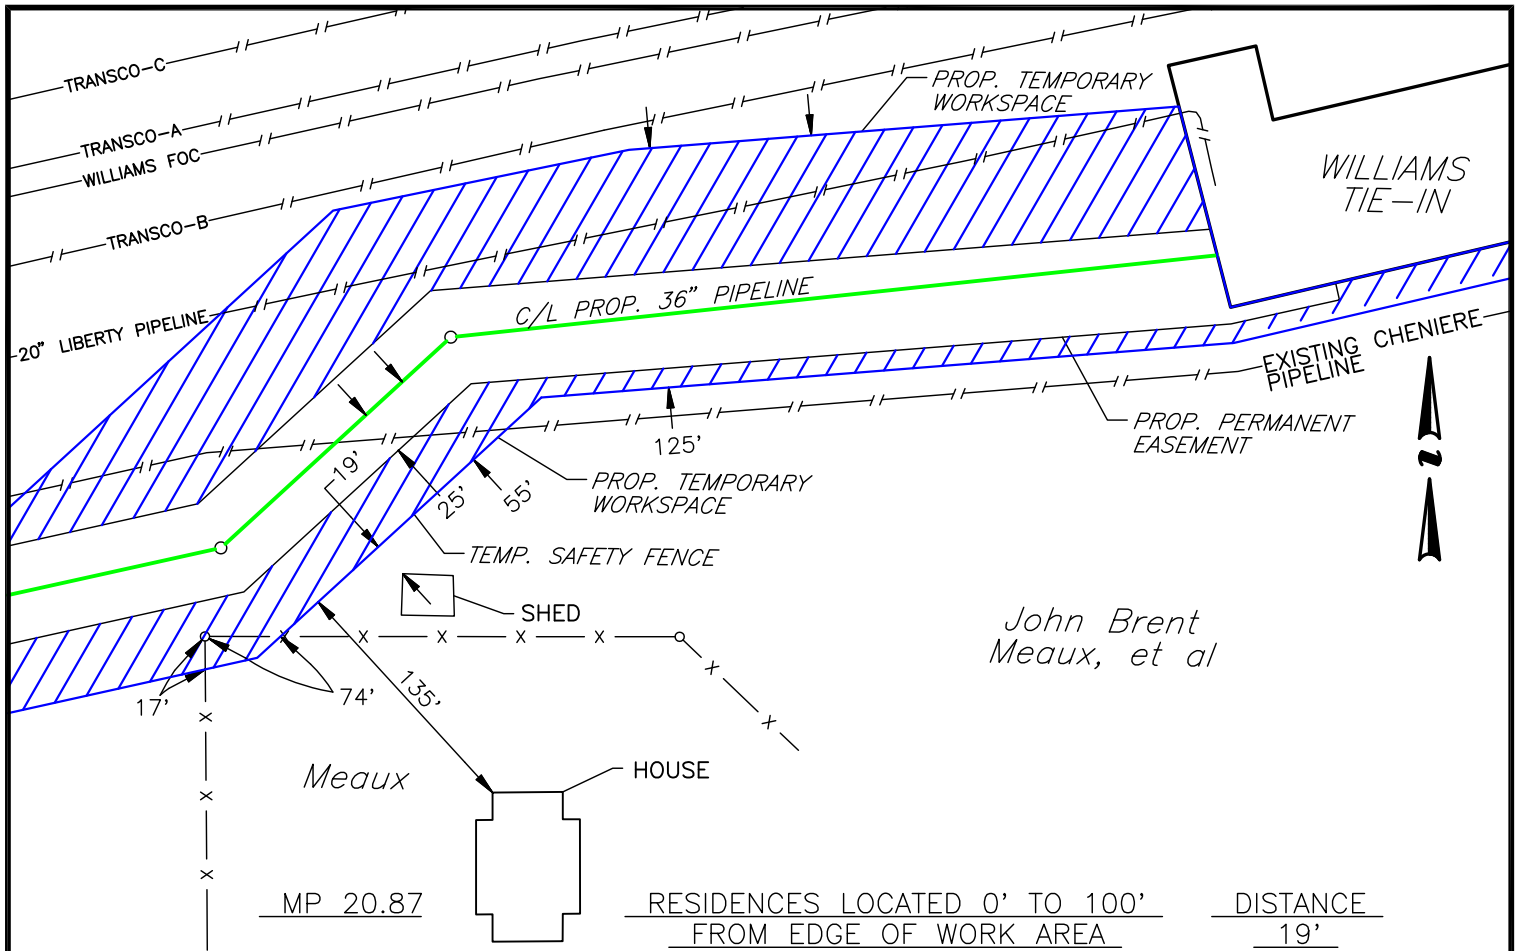 TRANSCO-C
TRANSCO-A
WILLIAMS FOC
TRANSCO-B
20" LIBERTY PIPELINE
PROP. TEMPORARY
WORKSPACE
WILLIAMS
TIE-IN
C/L PROP. 36" PIPELINE
EXISTING CHENIERE
PIPELINE
PROP. PERMANENT
EASEMENT
125'
19'
25'
55'
PROP. TEMPORARY
WORKSPACE
TEMP. SAFETY FENCE
SHED
John Brent
Meaux, et al
17'
74'
135'
Meaux
HOUSE
MP 20.87
RESIDENCES LOCATED 0' TO 100'
FROM EDGE OF WORK AREA
DISTANCE
19'